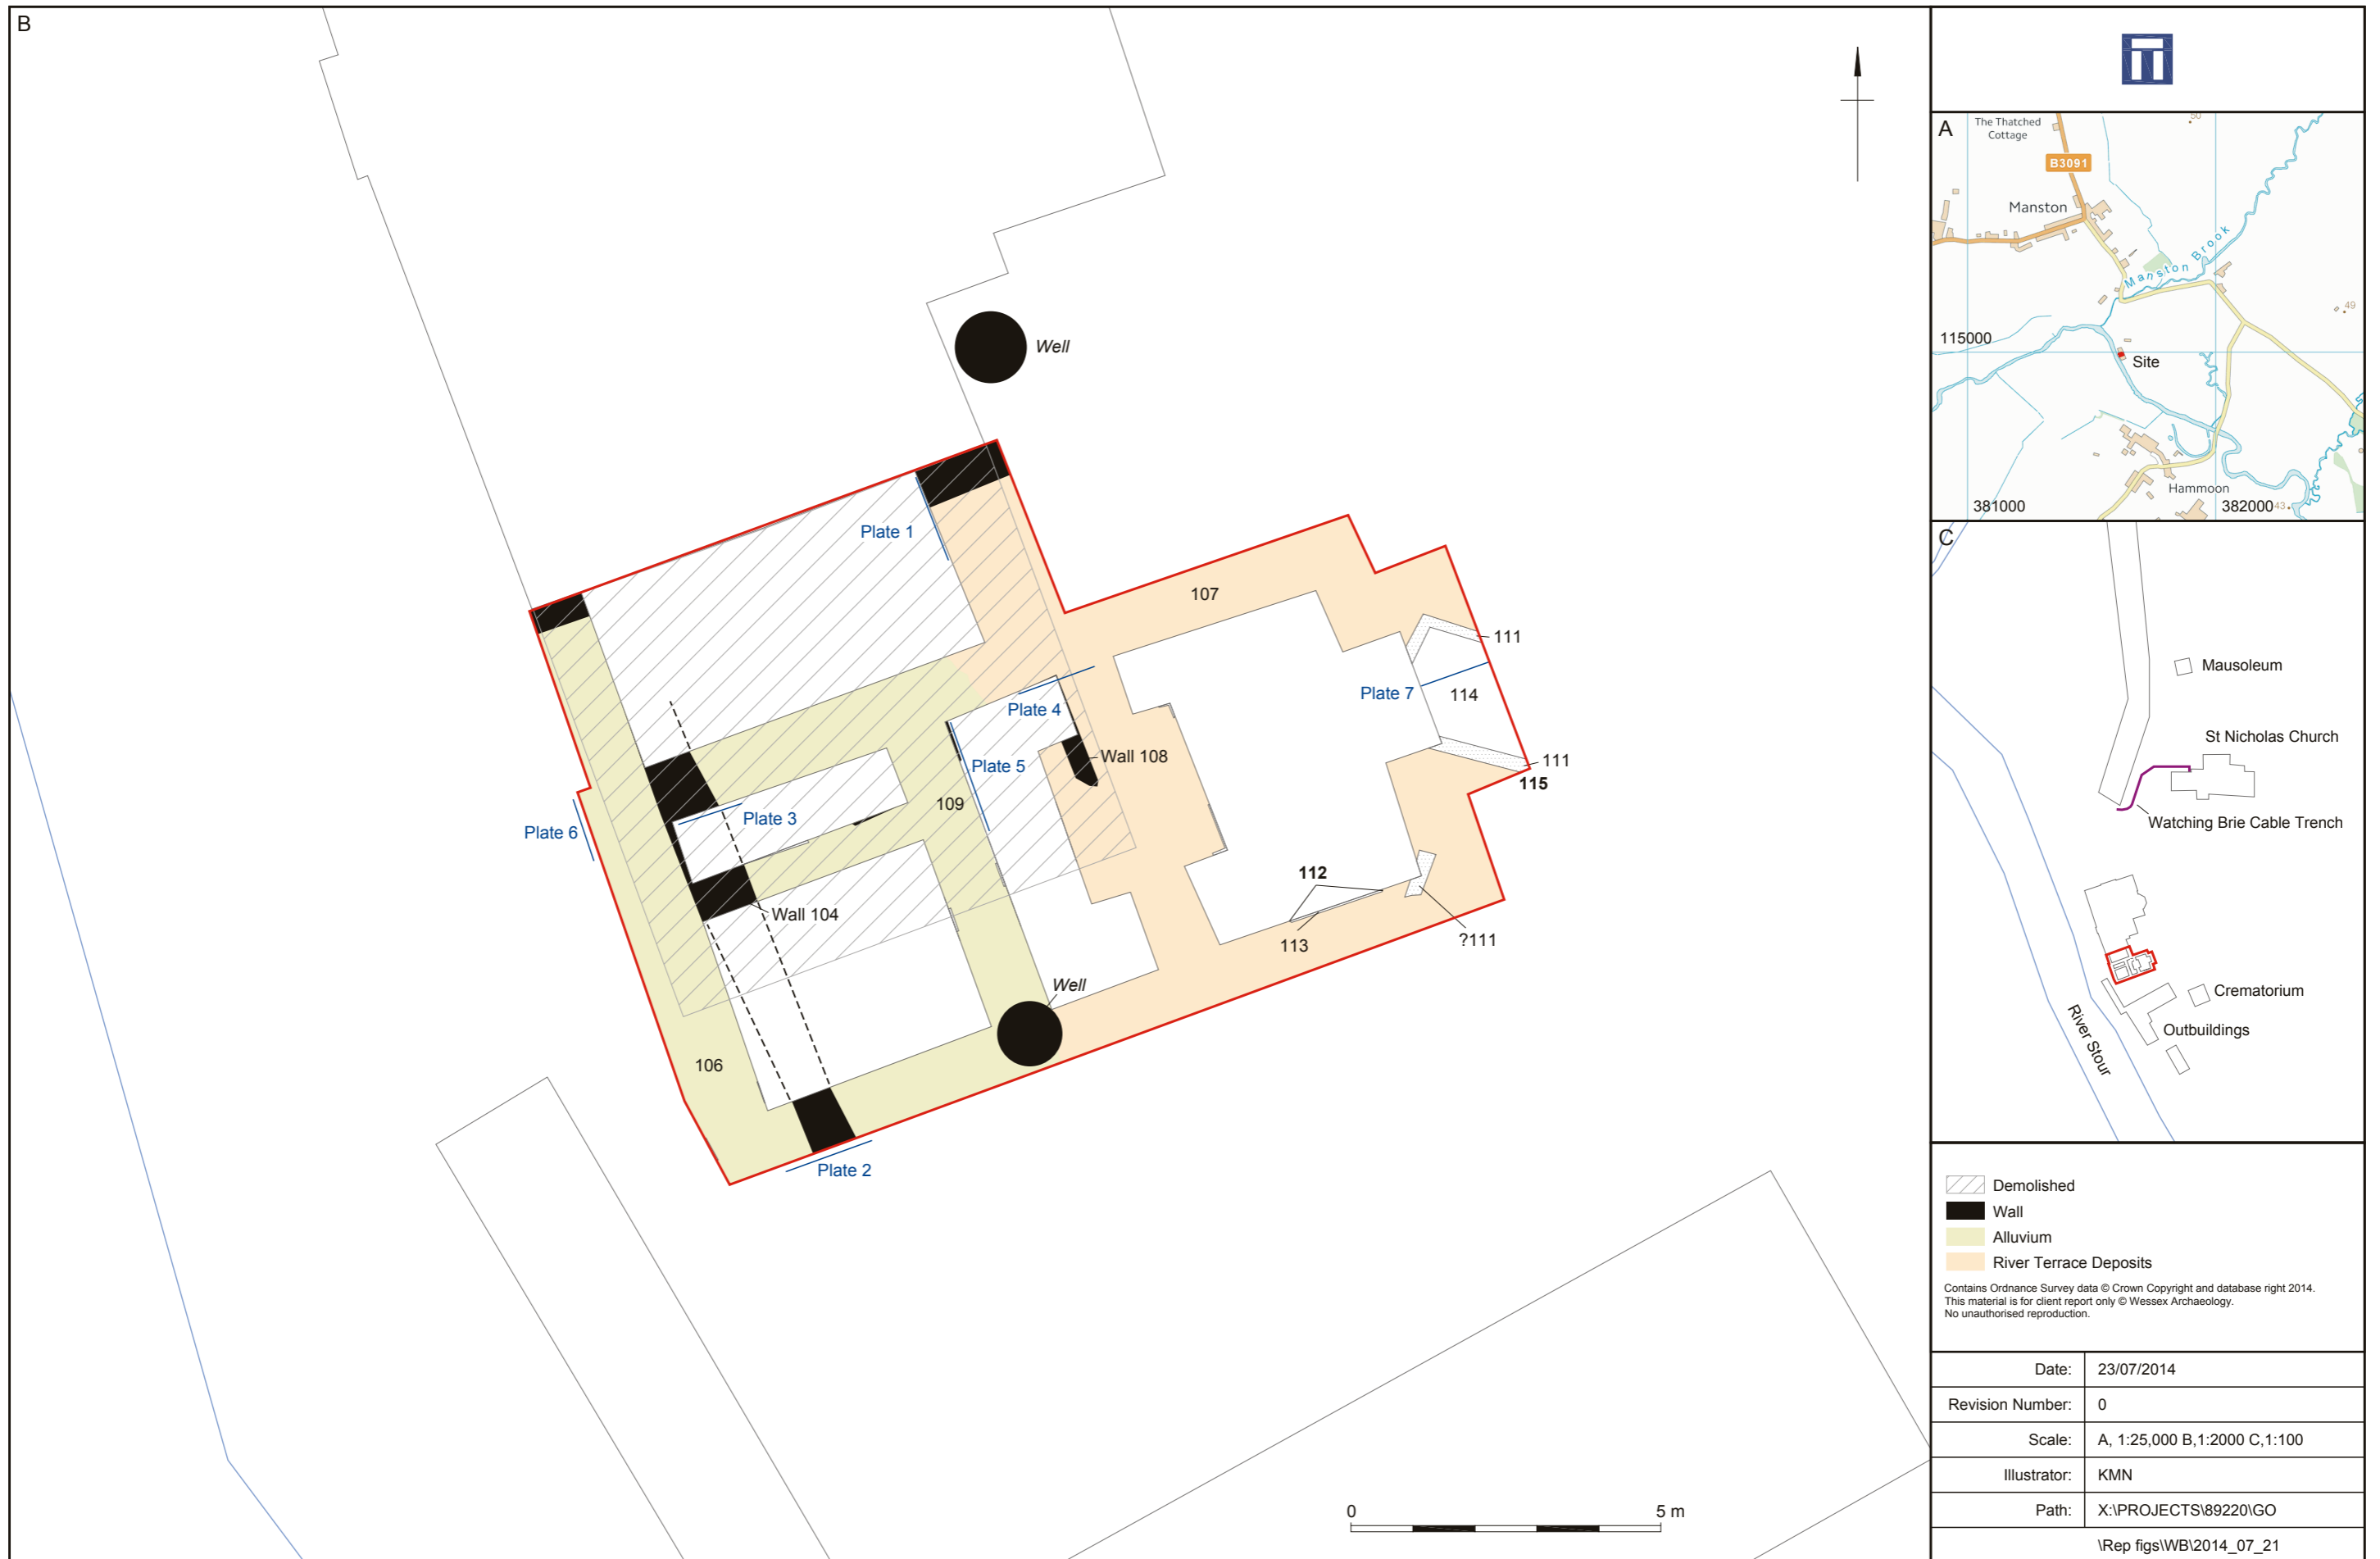 B
Well
Plate 1
107
111
Plate 7
114
Plate 4
111
Wall 108
Plate 5
115
109
Plate 3
Plate 6
112
Wall 104
113
?111
Well
106
Plate 2
0
5 m
A
The Thatched
Cottage
50
B3091
Manston
Manston Brook
49
115000
Site
Hammoon
381000
382000
43
C
Mausoleum
St Nicholas Church
Watching Brie Cable Trench
Crematorium
Outbuildings
River Stour
Demolished
Wall
Alluvium
River Terrace Deposits
Contains Ordnance Survey data © Crown Copyright and database right 2014.
This material is for client report only © Wessex Archaeology.
No unauthorised reproduction.
Date: 23/07/2014
Revision Number: 0
Scale: A, 1:25,000 B,1:2000 C,1:100
Illustrator: KMN
Path: X:\PROJECTS\89220\GO
\Rep figs\WB\2014_07_21